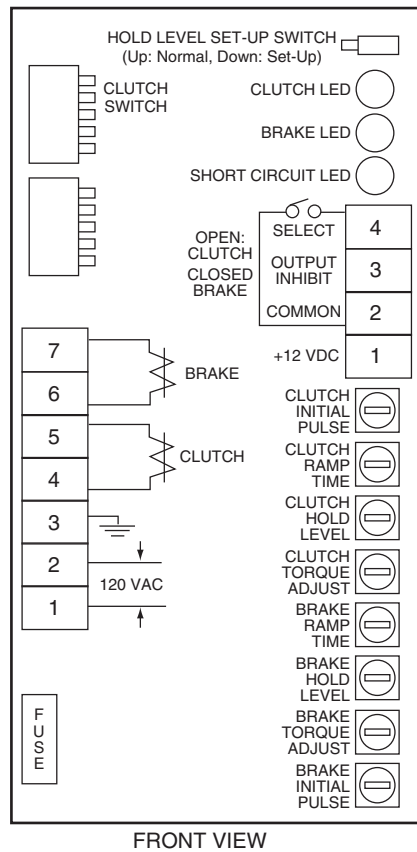 HOLD LEVEL SET-UP SWITCH
(Up: Normal, Down: Set-Up)
CLUTCH
SWITCH
CLUTCH LED
BRAKE LED
SHORT CIRCUIT LED
OPEN:
CLUTCH
CLOSED
BRAKE
SELECT
4
OUTPUT
INHIBIT
3
COMMON
2
+12 VDC
1
7
6
BRAKE
5
4
CLUTCH
3
2
1
120 VAC
CLUTCH
INITIAL
PULSE
CLUTCH
RAMP
TIME
CLUTCH
HOLD
LEVEL
CLUTCH
TORQUE
ADJUST
BRAKE
RAMP
TIME
BRAKE
HOLD
LEVEL
BRAKE
TORQUE
ADJUST
BRAKE
INITIAL
PULSE
F
U
S
E
FRONT VIEW